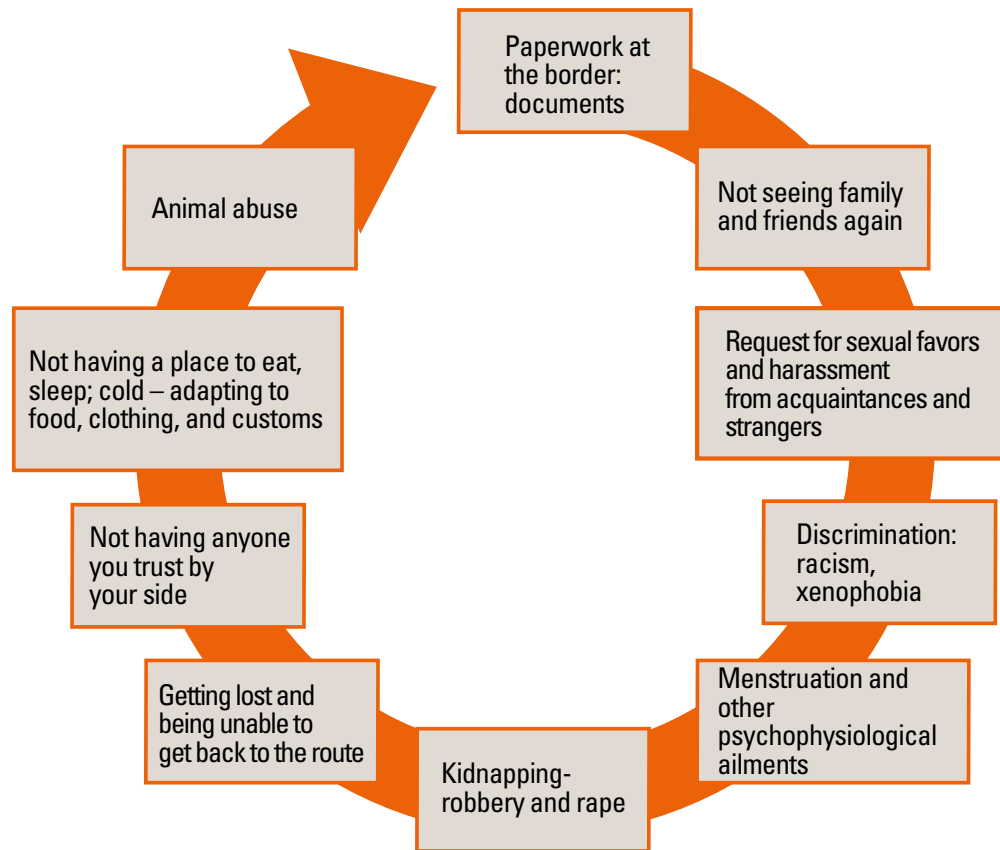 Paperwork at
the border:
documents
Not seeing family
and friends again
Request for sexual favors
and harassment
from acquaintances and
strangers
Discrimination:
racism,
xenophobia
Menstruation and
other
psychophysiological
ailments
Kidnapping-
robbery and rape
Getting lost and
being unable to
get back to the route
Not having anyone
you trust by
your side
Not having a place to eat,
sleep; cold – adapting to
food, clothing, and customs
Animal abuse